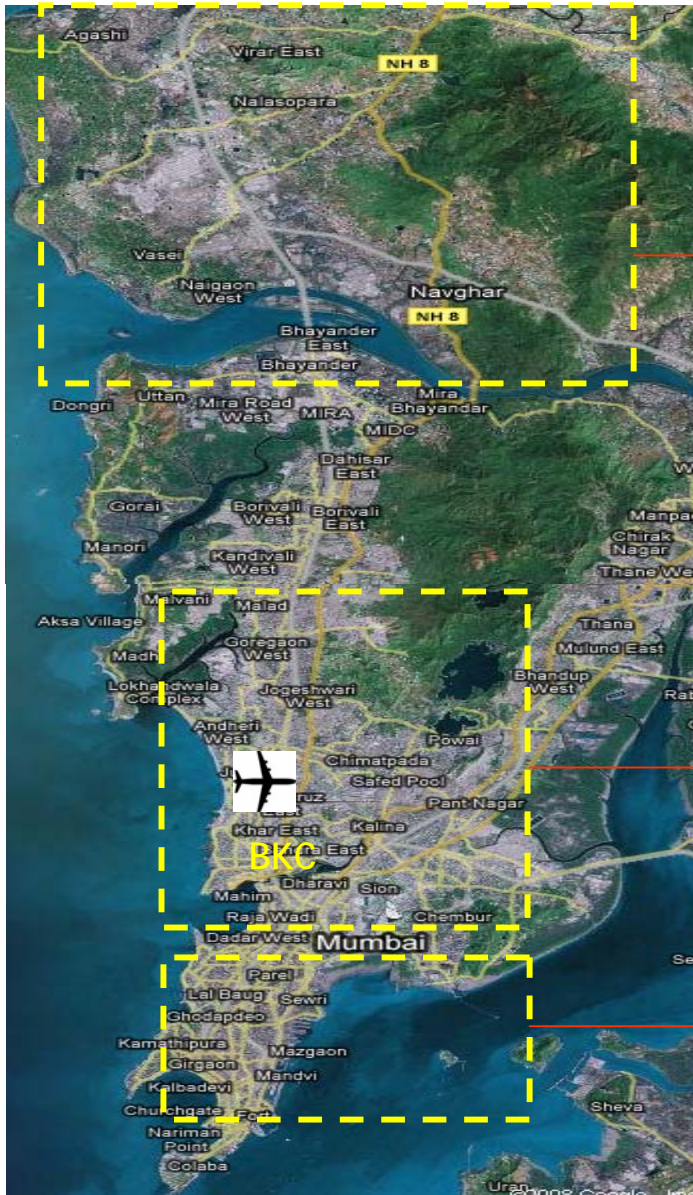 Agashi
Virar East
NH 8
Nalasopara
Vasei
Naigaon
West
Navghar
NH 8
Bhayander
East
Bhayander
Mira
Bhayandar
Uttan
Dongri
Mira Road
West
MIRA
MIDC
Dahisar
East
Gorai
Borivali
West
Borivali
East
Manori
Kandivali
West
Chirak
Nagar
Malvani
Malad
Thana
Aksa Village
Goregaon
West
Mulund East
Madh
Lokhandwala
Complex
Jogeshwari
West
Bhandup
West
Andheri
West
Powai
Chimatpada
Safed Pool
Pant Nagar
East
Khar East
Kalina
BKC
Dharavi
Sion
Mahim
Raja Wadi
Chembur
Dadar West
Mumbai
Parel
Lal Baug
Sewri
Ghodapdeo
Kamathipura
Mazgaon
Girgaon
Mandvi
Kalbadevi
Churchgate
Fort
Sheva
Nariman
Point
Colaba
Uran